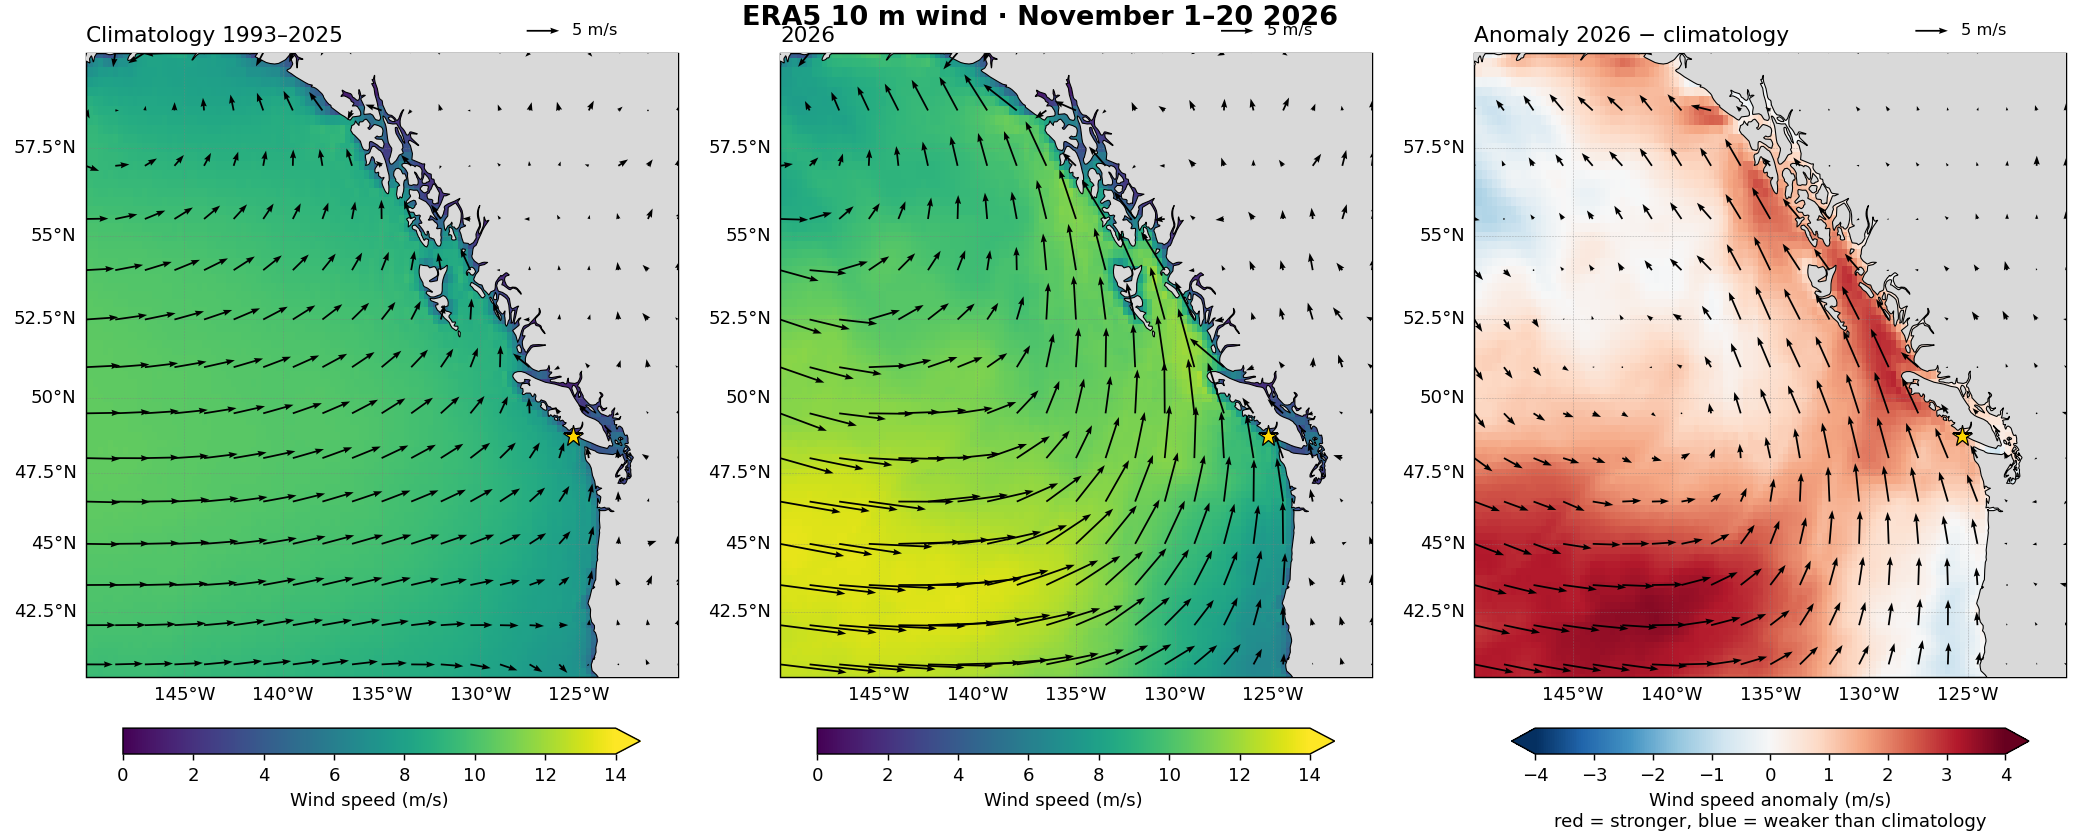 ERA5 10 m wind · November 1–20 2026
Climatology 1993–2025
5 m/s
2026
5 m/s
Anomaly 2026 − climatology
5 m/s
57.5°N
55°N
52.5°N
50°N
47.5°N
45°N
42.5°N
145°W 140°W 135°W 130°W 125°W
57.5°N
55°N
52.5°N
50°N
47.5°N
45°N
42.5°N
145°W 140°W 135°W 130°W 125°W
57.5°N
55°N
52.5°N
50°N
47.5°N
45°N
42.5°N
145°W 140°W 135°W 130°W 125°W
0 2 4 6 8 10 12 14
Wind speed (m/s)
0 2 4 6 8 10 12 14
Wind speed (m/s)
−4 −3 −2 −1 0 1 2 3 4
Wind speed anomaly (m/s)
red = stronger, blue = weaker than climatology